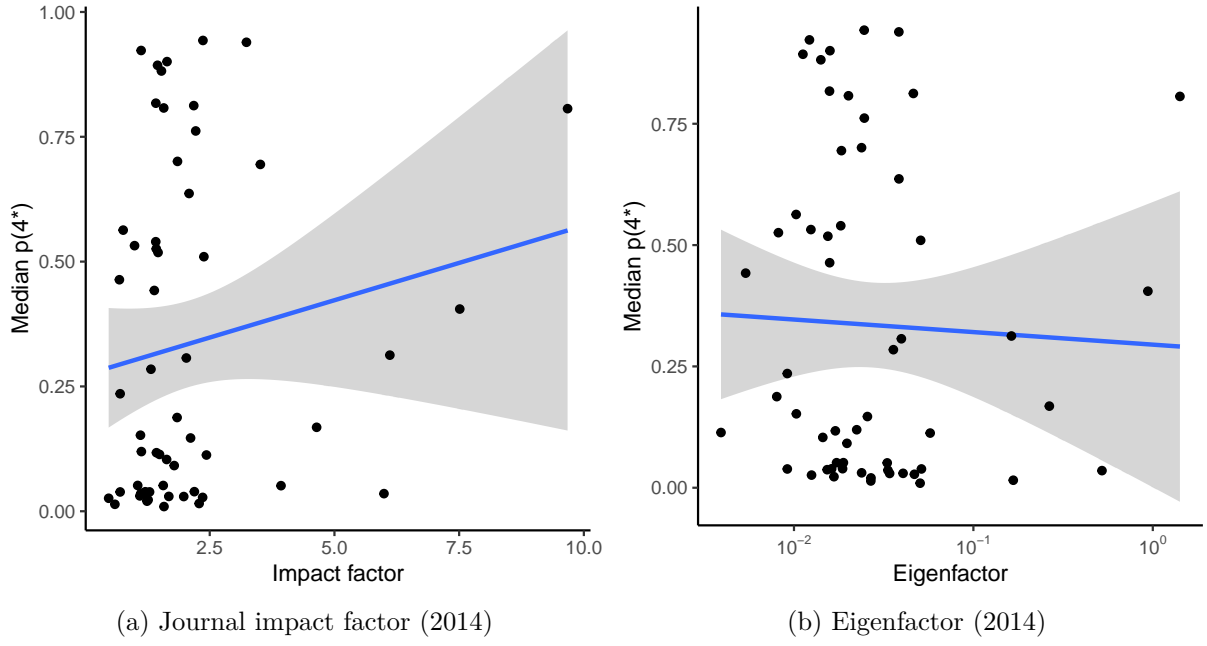 1.00
0.75
0.50
0.25
0.00
Median p(4*)
2.5 5.0 7.5 10.0
Impact factor
(a) Journal impact factor (2014)
0.75
0.50
0.25
0.00
Median p(4*)
10⁻² 10⁻¹ 10⁰
Eigenfactor
(b) Eigenfactor (2014)